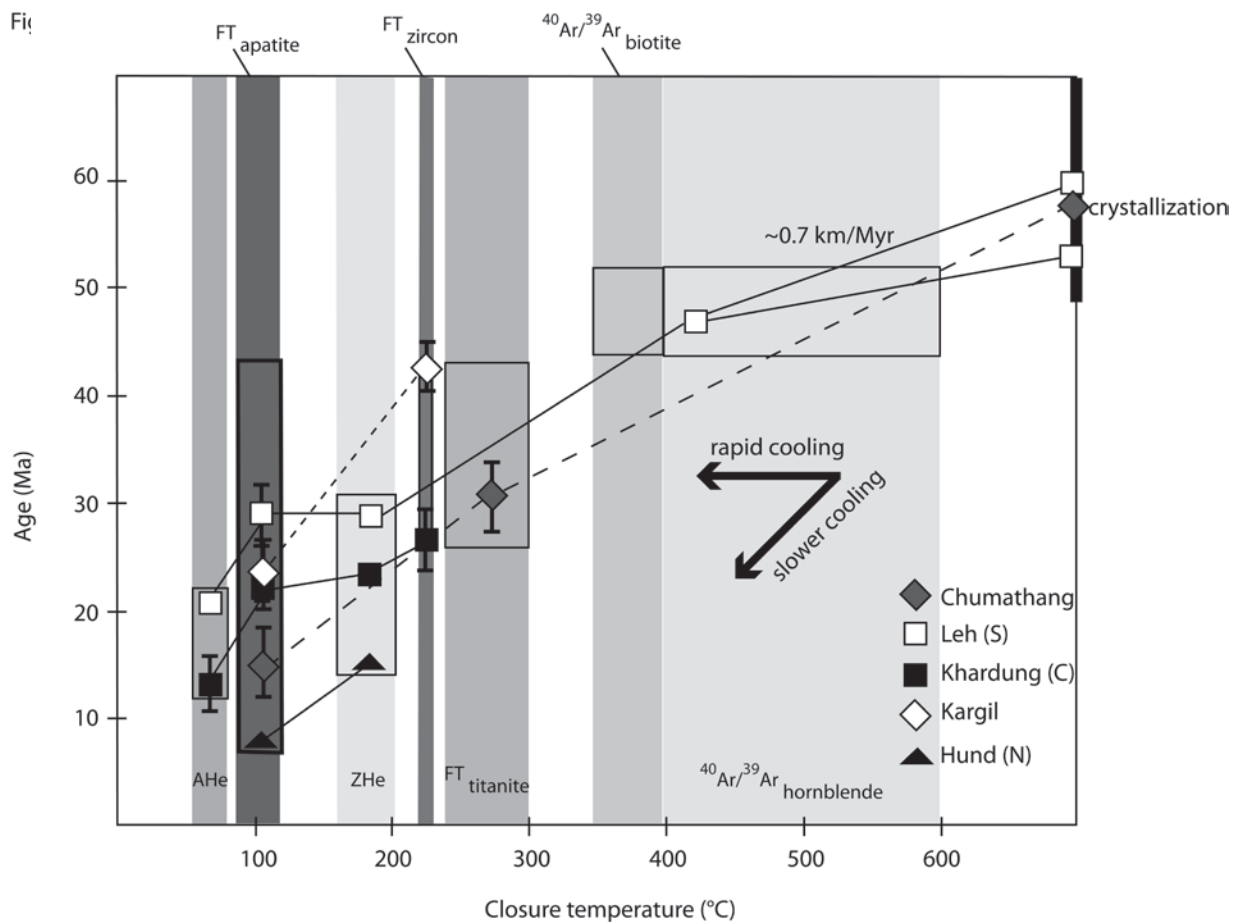 Fig
FT apatite
FT zircon
40Ar/39Ar biotite
60
50
40
30
20
10
Age (Ma)
crystallization
~0.7 km/Myr
rapid cooling
slower cooling
Chumathang
Leh (S)
Khardung (C)
Kargil
Hund (N)
AHe
ZHe
FT titanite
40Ar/39Ar hornblende
100 200 300 400 500 600
Closure temperature (°C)